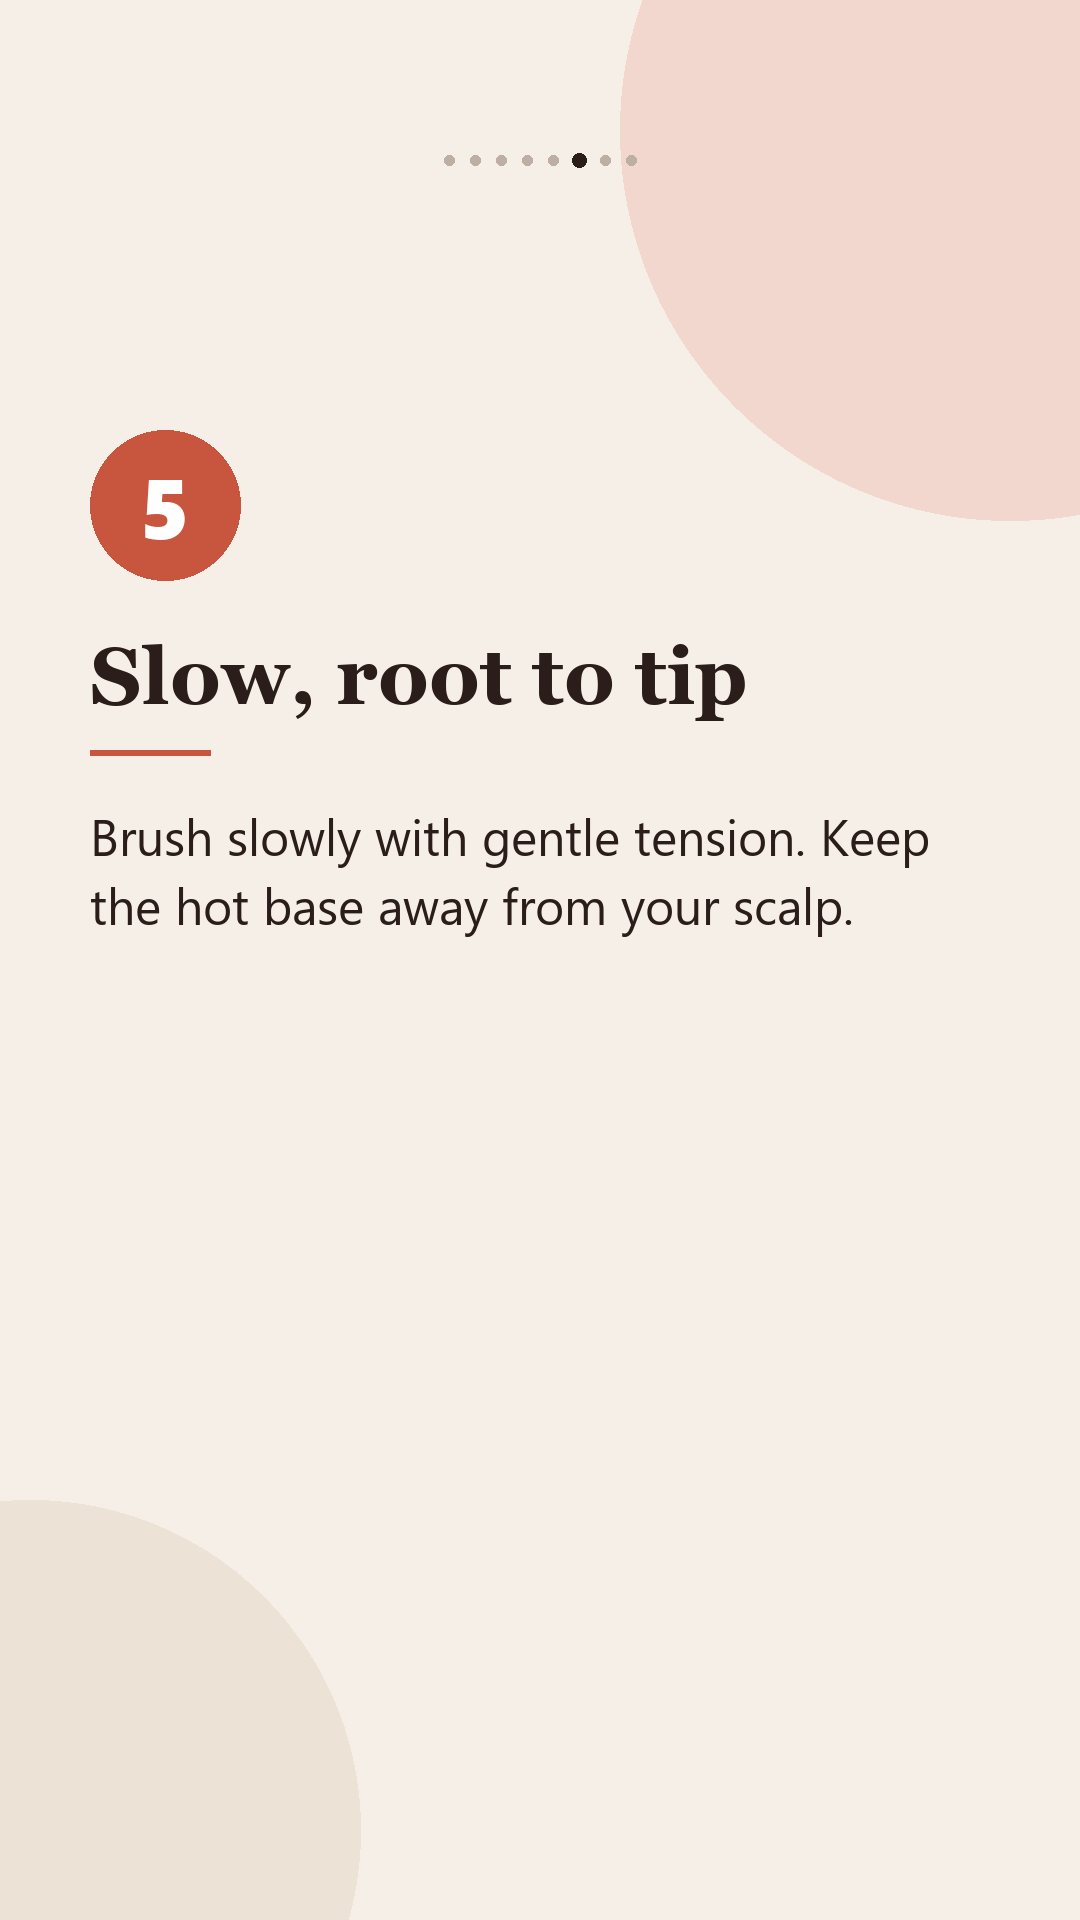 5
Slow, root to tip
Brush slowly with gentle tension. Keep
the hot base away from your scalp.